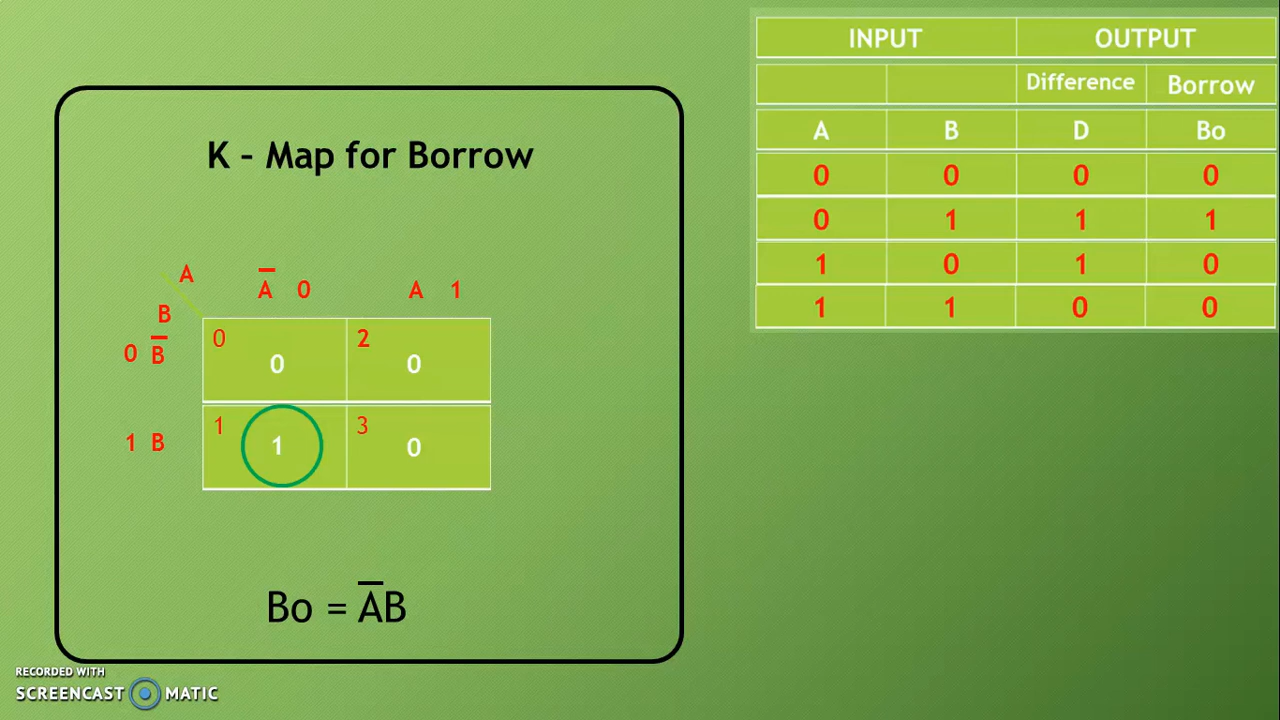 K - Map for Borrow
A
B
A̅ 0 A 1
0 B̅
0 0 2 0
1 B
1 1 3 0
Bo = A̅B
INPUT OUTPUT
Difference Borrow
A B D Bo
0 0 0 0
0 1 1 1
1 0 1 0
1 1 0 0
RECORDED WITH
SCREENCAST MATIC